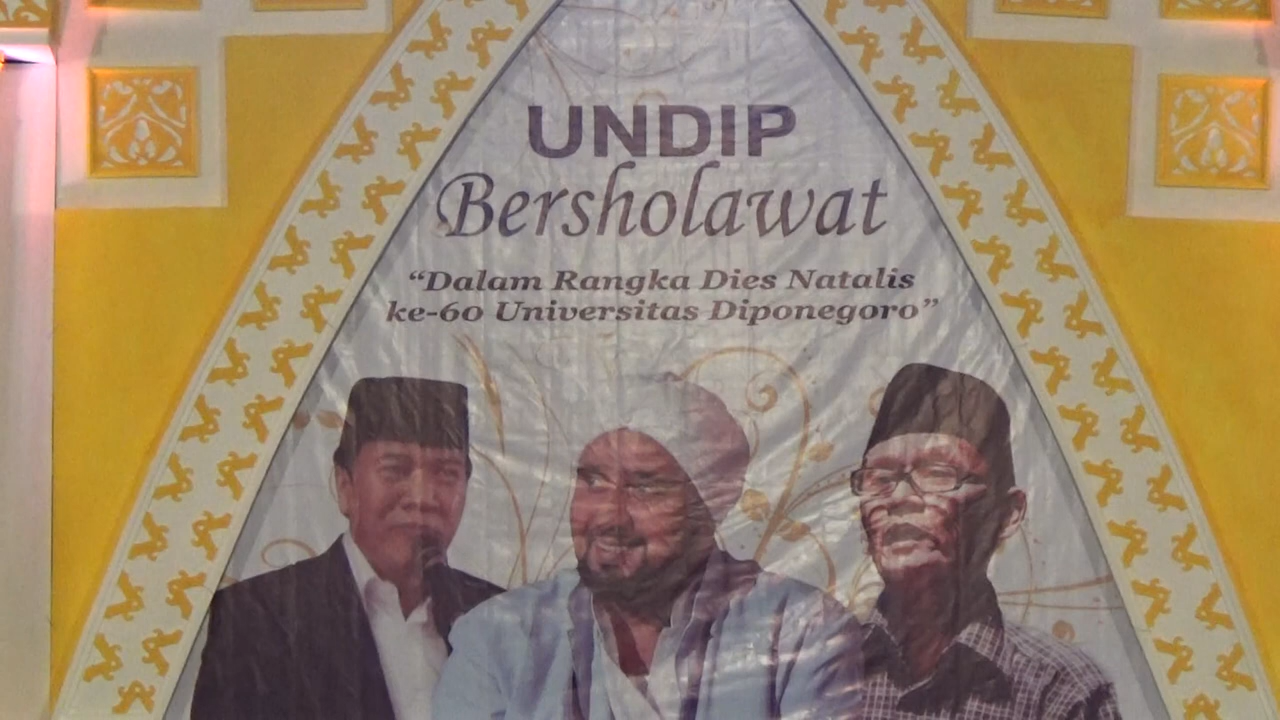 UNDIP
Bersholawat
“Dalam Rangka Dies Natalis
ke-60 Universitas Diponegoro”